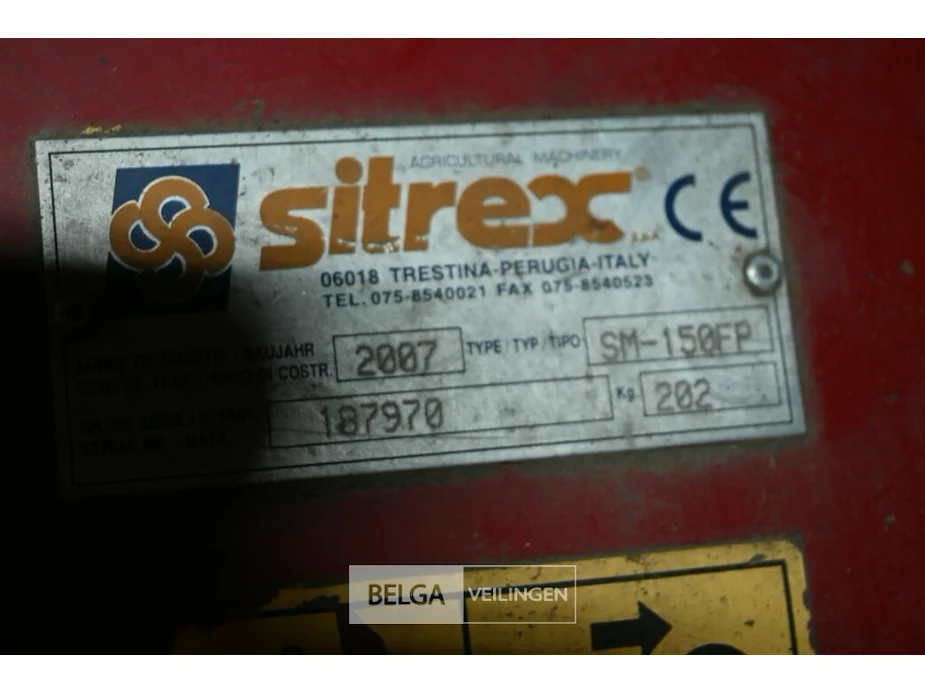 AGRICULTURAL MACHINERY
sitrex® s.p.a. CE
06018 TRESTINA-PERUGIA-ITALY
TEL. 075-8540021 FAX 075-8540523
BAUJAHR 2007 TYPE/TYP/TIPO SM-150FP
COSTR.
187970 Kg. 202
BELGA VEILINGEN